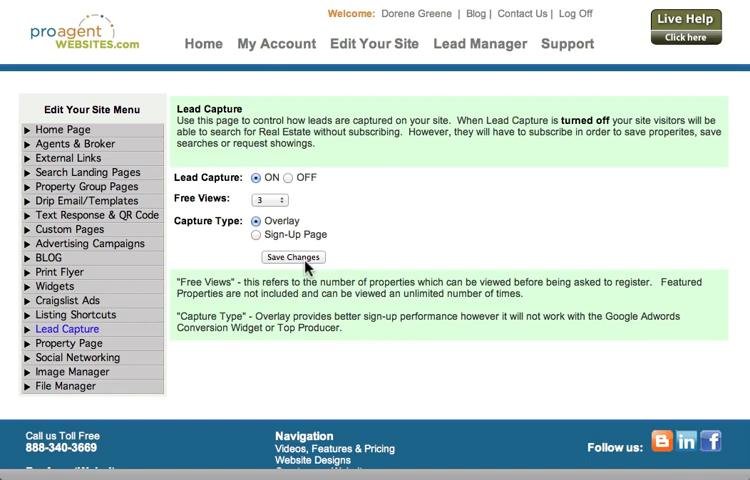 proagent
WEBSITES.com
Welcome: Dorene Greene | Blog | Contact Us | Log Off
Home My Account Edit Your Site Lead Manager Support
Live Help
Click here
Edit Your Site Menu
Home Page
Agents & Broker
External Links
Search Landing Pages
Property Group Pages
Drip Email/Templates
Text Response & QR Code
Custom Pages
Advertising Campaigns
BLOG
Print Flyer
Widgets
Craigslist Ads
Listing Shortcuts
Lead Capture
Property Page
Social Networking
Image Manager
File Manager
Lead Capture
Use this page to control how leads are captured on your site. When Lead Capture is turned off your site visitors will be
able to search for Real Estate without subscribing. However, they will have to subscribe in order to save properites, save
searches or request showings.
Lead Capture: ON OFF
Free Views: 3
Capture Type: Overlay
Sign-Up Page
Save Changes
"Free Views" - this refers to the number of properties which can be viewed before being asked to register. Featured
Properties are not included and can be viewed an unlimited number of times.
"Capture Type" - Overlay provides better sign-up performance however it will not work with the Google Adwords
Conversion Widget or Top Producer.
Call us Toll Free
888-340-3669
Navigation
Videos, Features & Pricing
Website Designs
Follow us: